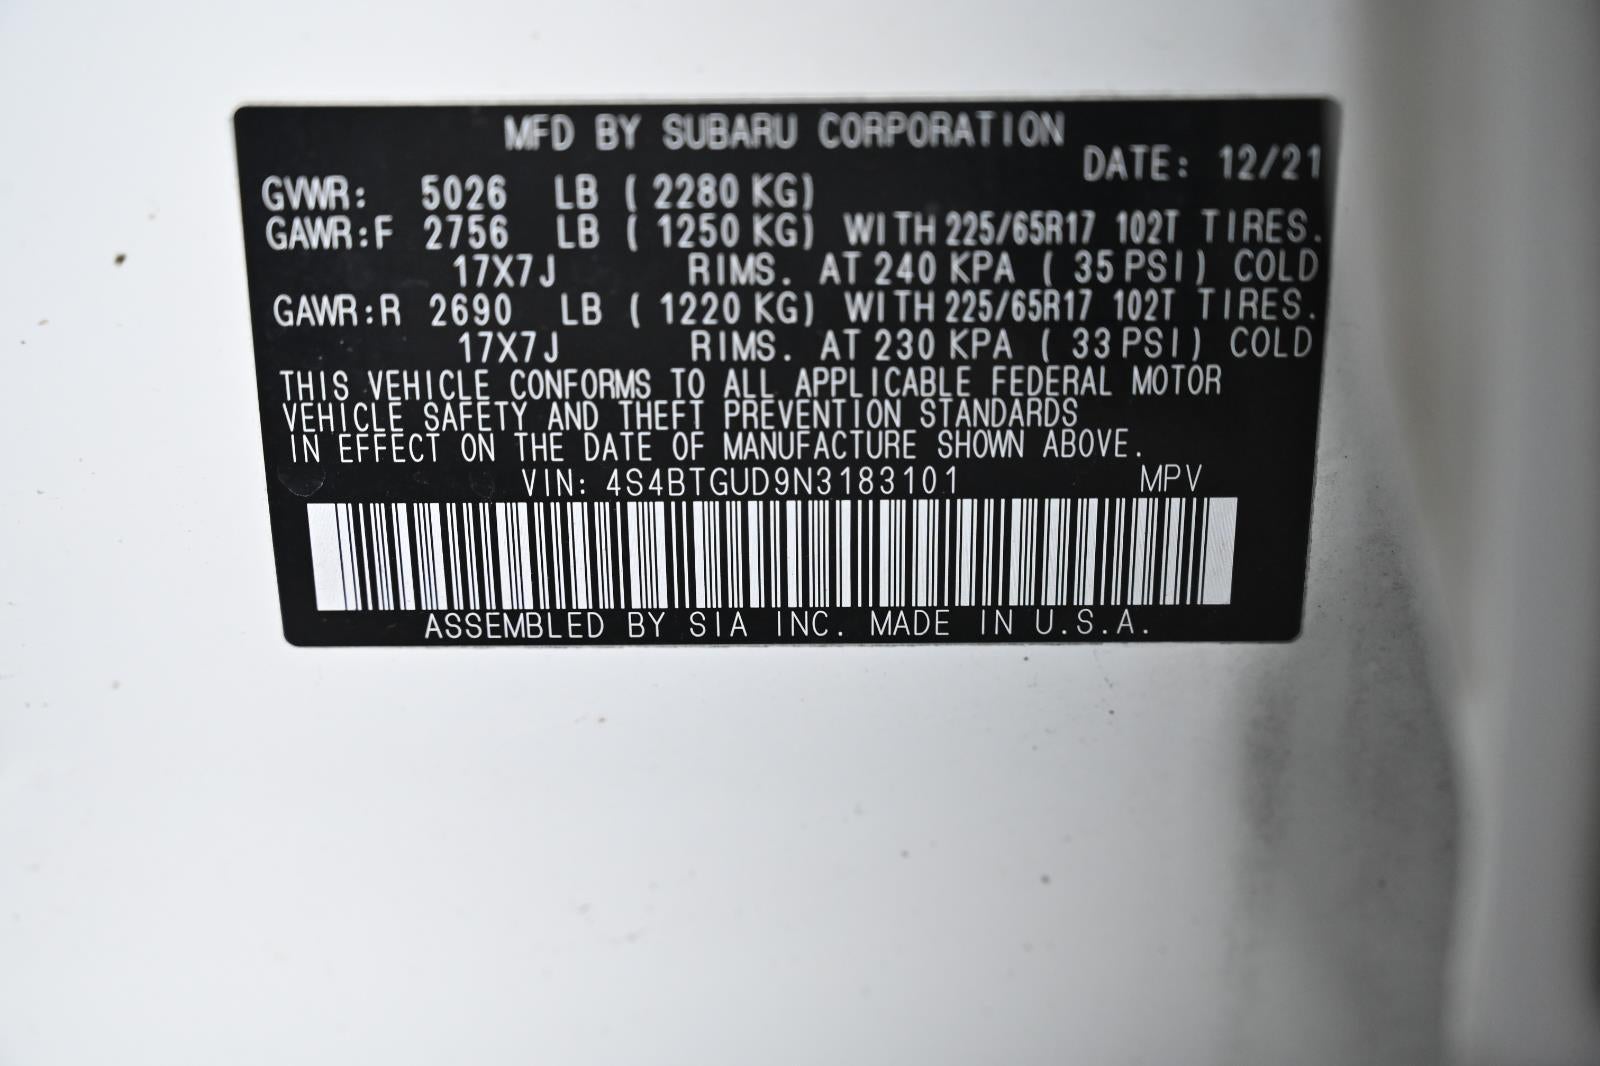 MFD BY SUBARU CORPORATION
DATE: 12/21
GVWR: 5026 LB ( 2280 KG)
GAWR:F 2756 LB ( 1250 KG) WITH 225/65R17 102T TIRES.
17X7J RIMS. AT 240 KPA ( 35 PSI) COLD
GAWR:R 2690 LB ( 1220 KG) WITH 225/65R17 102T TIRES.
17X7J RIMS. AT 230 KPA ( 33 PSI) COLD
THIS VEHICLE CONFORMS TO ALL APPLICABLE FEDERAL MOTOR
VEHICLE SAFETY AND THEFT PREVENTION STANDARDS
IN EFFECT ON THE DATE OF MANUFACTURE SHOWN ABOVE.
VIN: 4S4BTGUD9N3183101 MPV
ASSEMBLED BY SIA INC. MADE IN U.S.A.